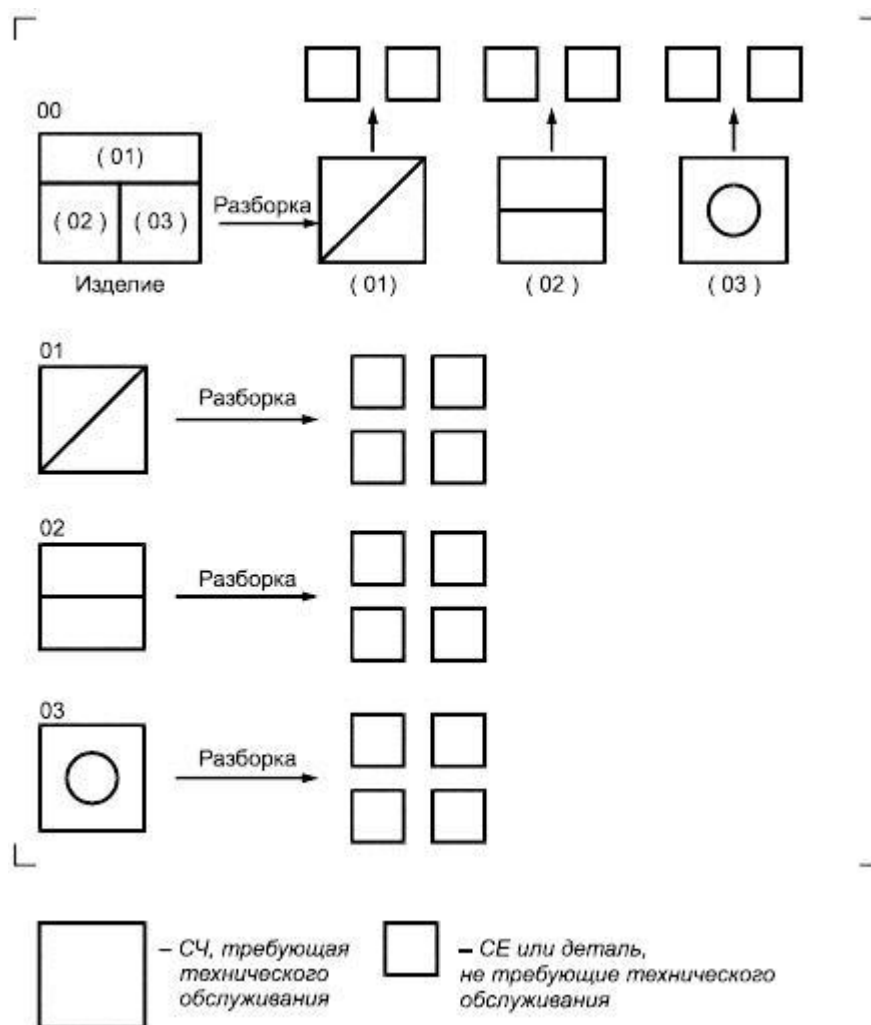 00
( 01)
( 02 ) ( 03 )
Изделие
Разборка
( 01)
( 02 )
( 03 )
01
Разборка
02
Разборка
03
Разборка
– СЧ, требующая
технического
обслуживания
– СЕ или деталь,
не требующие технического
обслуживания